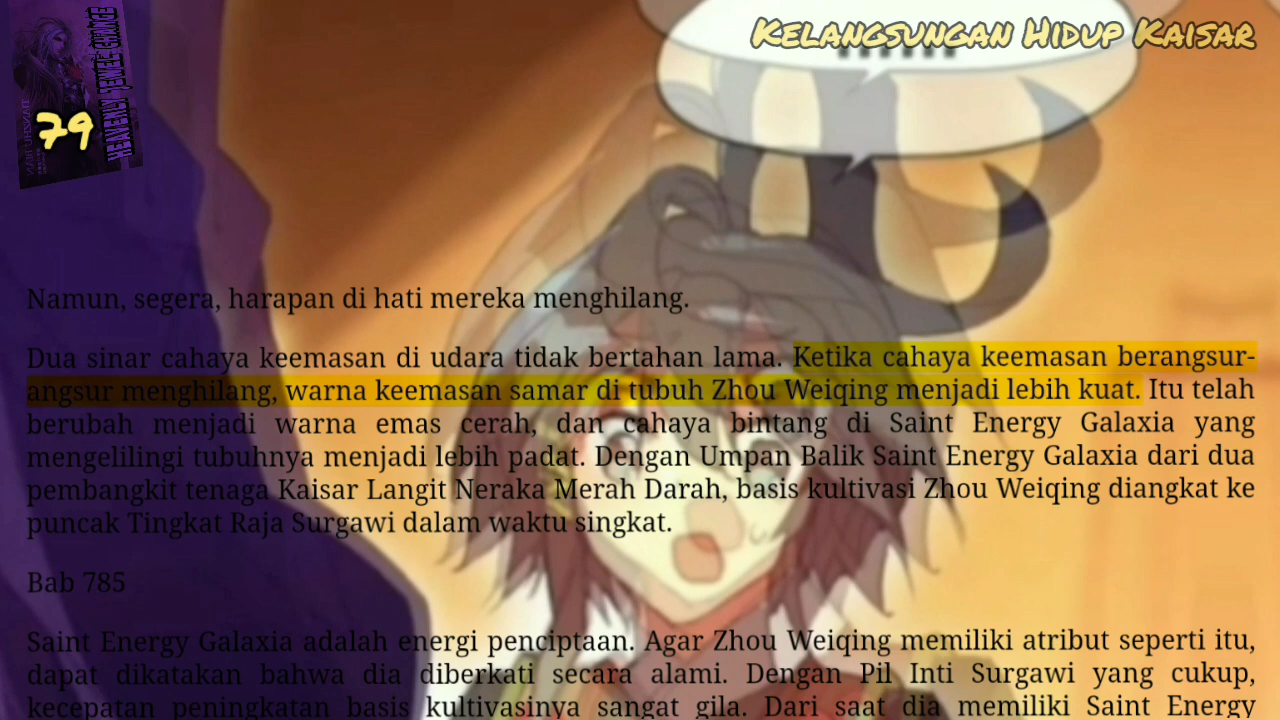 Kelangsungan Hidup Kaisar
HEAVENLY JEWEL CHANGE
79
Namun, segera, harapan di hati mereka menghilang.
Dua sinar cahaya keemasan di udara tidak bertahan lama. Ketika cahaya keemasan berangsur-
angsur menghilang, warna keemasan samar di tubuh Zhou Weiqing menjadi lebih kuat. Itu telah
berubah menjadi warna emas cerah, dan cahaya bintang di Saint Energy Galaxia yang
mengelilingi tubuhnya menjadi lebih padat. Dengan Umpan Balik Saint Energy Galaxia dari dua
pembangkit tenaga Kaisar Langit Neraka Merah Darah, basis kultivasi Zhou Weiqing diangkat ke
puncak Tingkat Raja Surgawi dalam waktu singkat.
Bab 785
Saint Energy Galaxia adalah energi penciptaan. Agar Zhou Weiqing memiliki atribut seperti itu,
dapat dikatakan bahwa dia diberkati secara alami. Dengan Pil Inti Surgawi yang cukup,
kecepatan peningkatan basis kultivasinya sangat gila. Dari saat dia memiliki Saint Energy